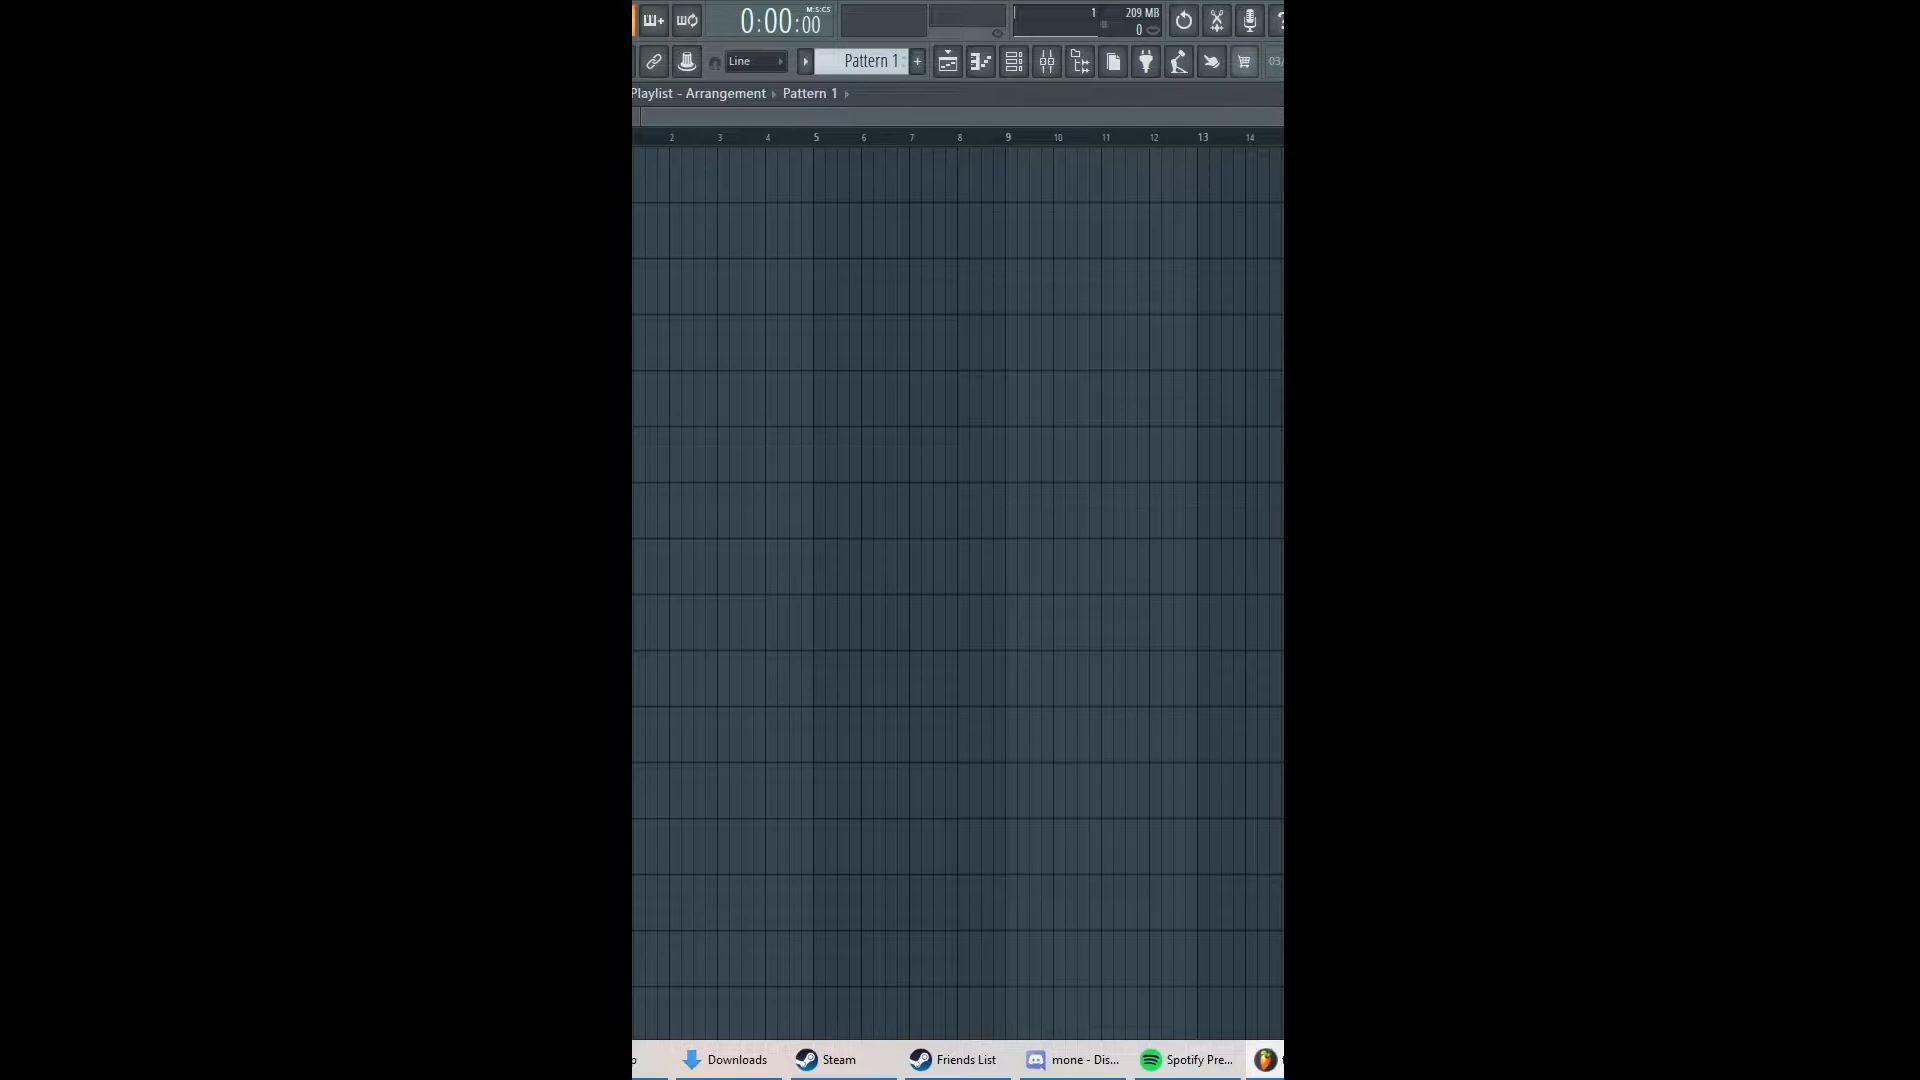 M:S:CS
0:00:00
1
209 MB
0
Line
Pattern 1
+
03/
Playlist - Arrangement ▸ Pattern 1 ▸
2 3 4 5 6 7 8 9 10 11 12 13 14
Downloads
Steam
Friends List
mone - Dis...
Spotify Pre...